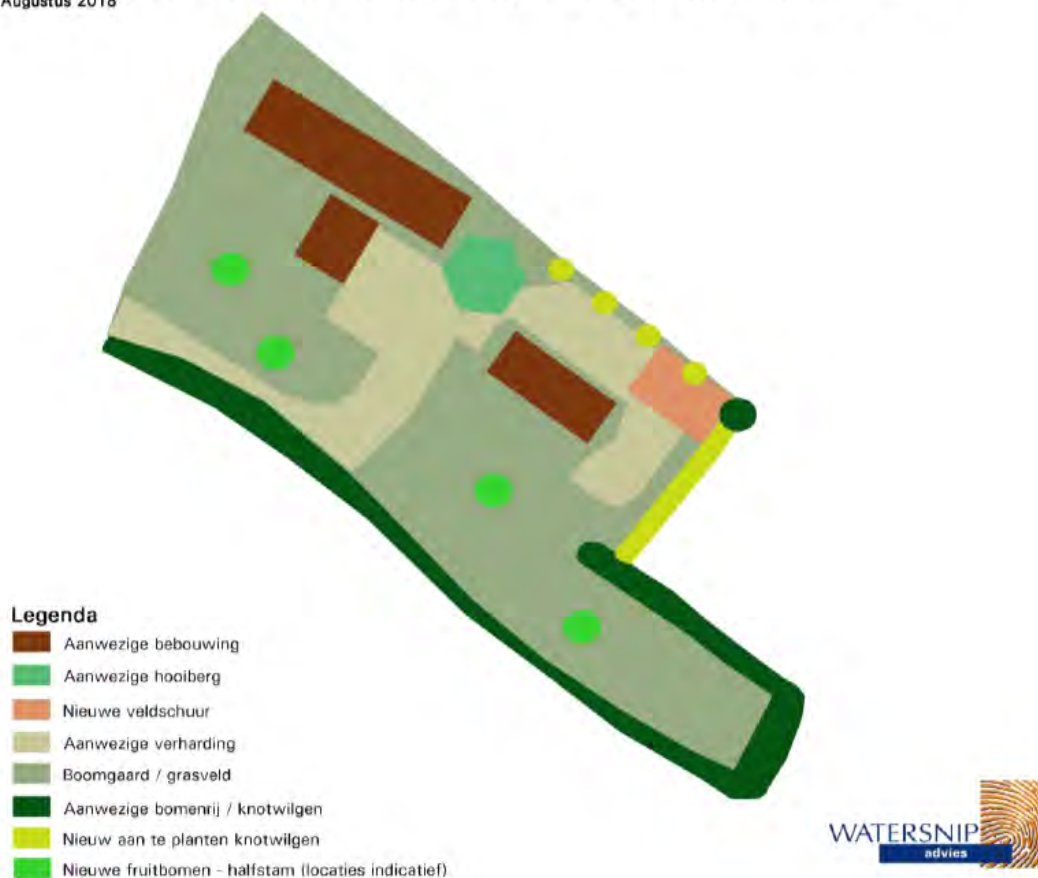 Augustus 2018
Legenda
Aanwezige bebouwing
Aanwezige hooiberg
Nieuwe veldschuur
Aanwezige verharding
Boomgaard / grasveld
Aanwezige bomenrij / knotwilgen
Nieuw aan te planten knotwilgen
Nieuwe fruitbomen - halfstam (locaties indicatief)
WATERSNIP
advies